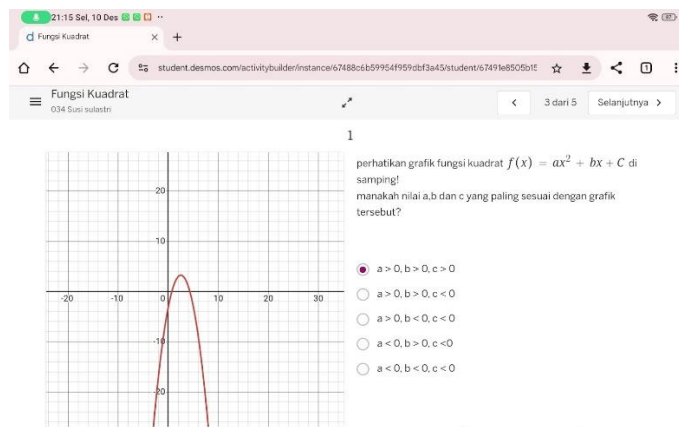 21:15 Sel, 10 Des
Fungsi Kuadrat
student.desmos.com/activitybuilder/instance/67488c6b59954f959dbf3a45/student/67491e8505b15
Fungsi Kuadrat
034 Susi sulastri
3 dari 5
Selanjutnya
1
perhatikan grafik fungsi kuadrat f(x) = ax² + bx + C di
samping!
manakah nilai a,b dan c yang paling sesuai dengan grafik
tersebut?
20
10
-20 -10 0 10 20 30
-10
-20
a > 0, b > 0, c > 0
a > 0, b > 0, c < 0
a > 0, b < 0, c < 0
a < 0, b > 0, c <0
a < 0, b < 0, c < 0